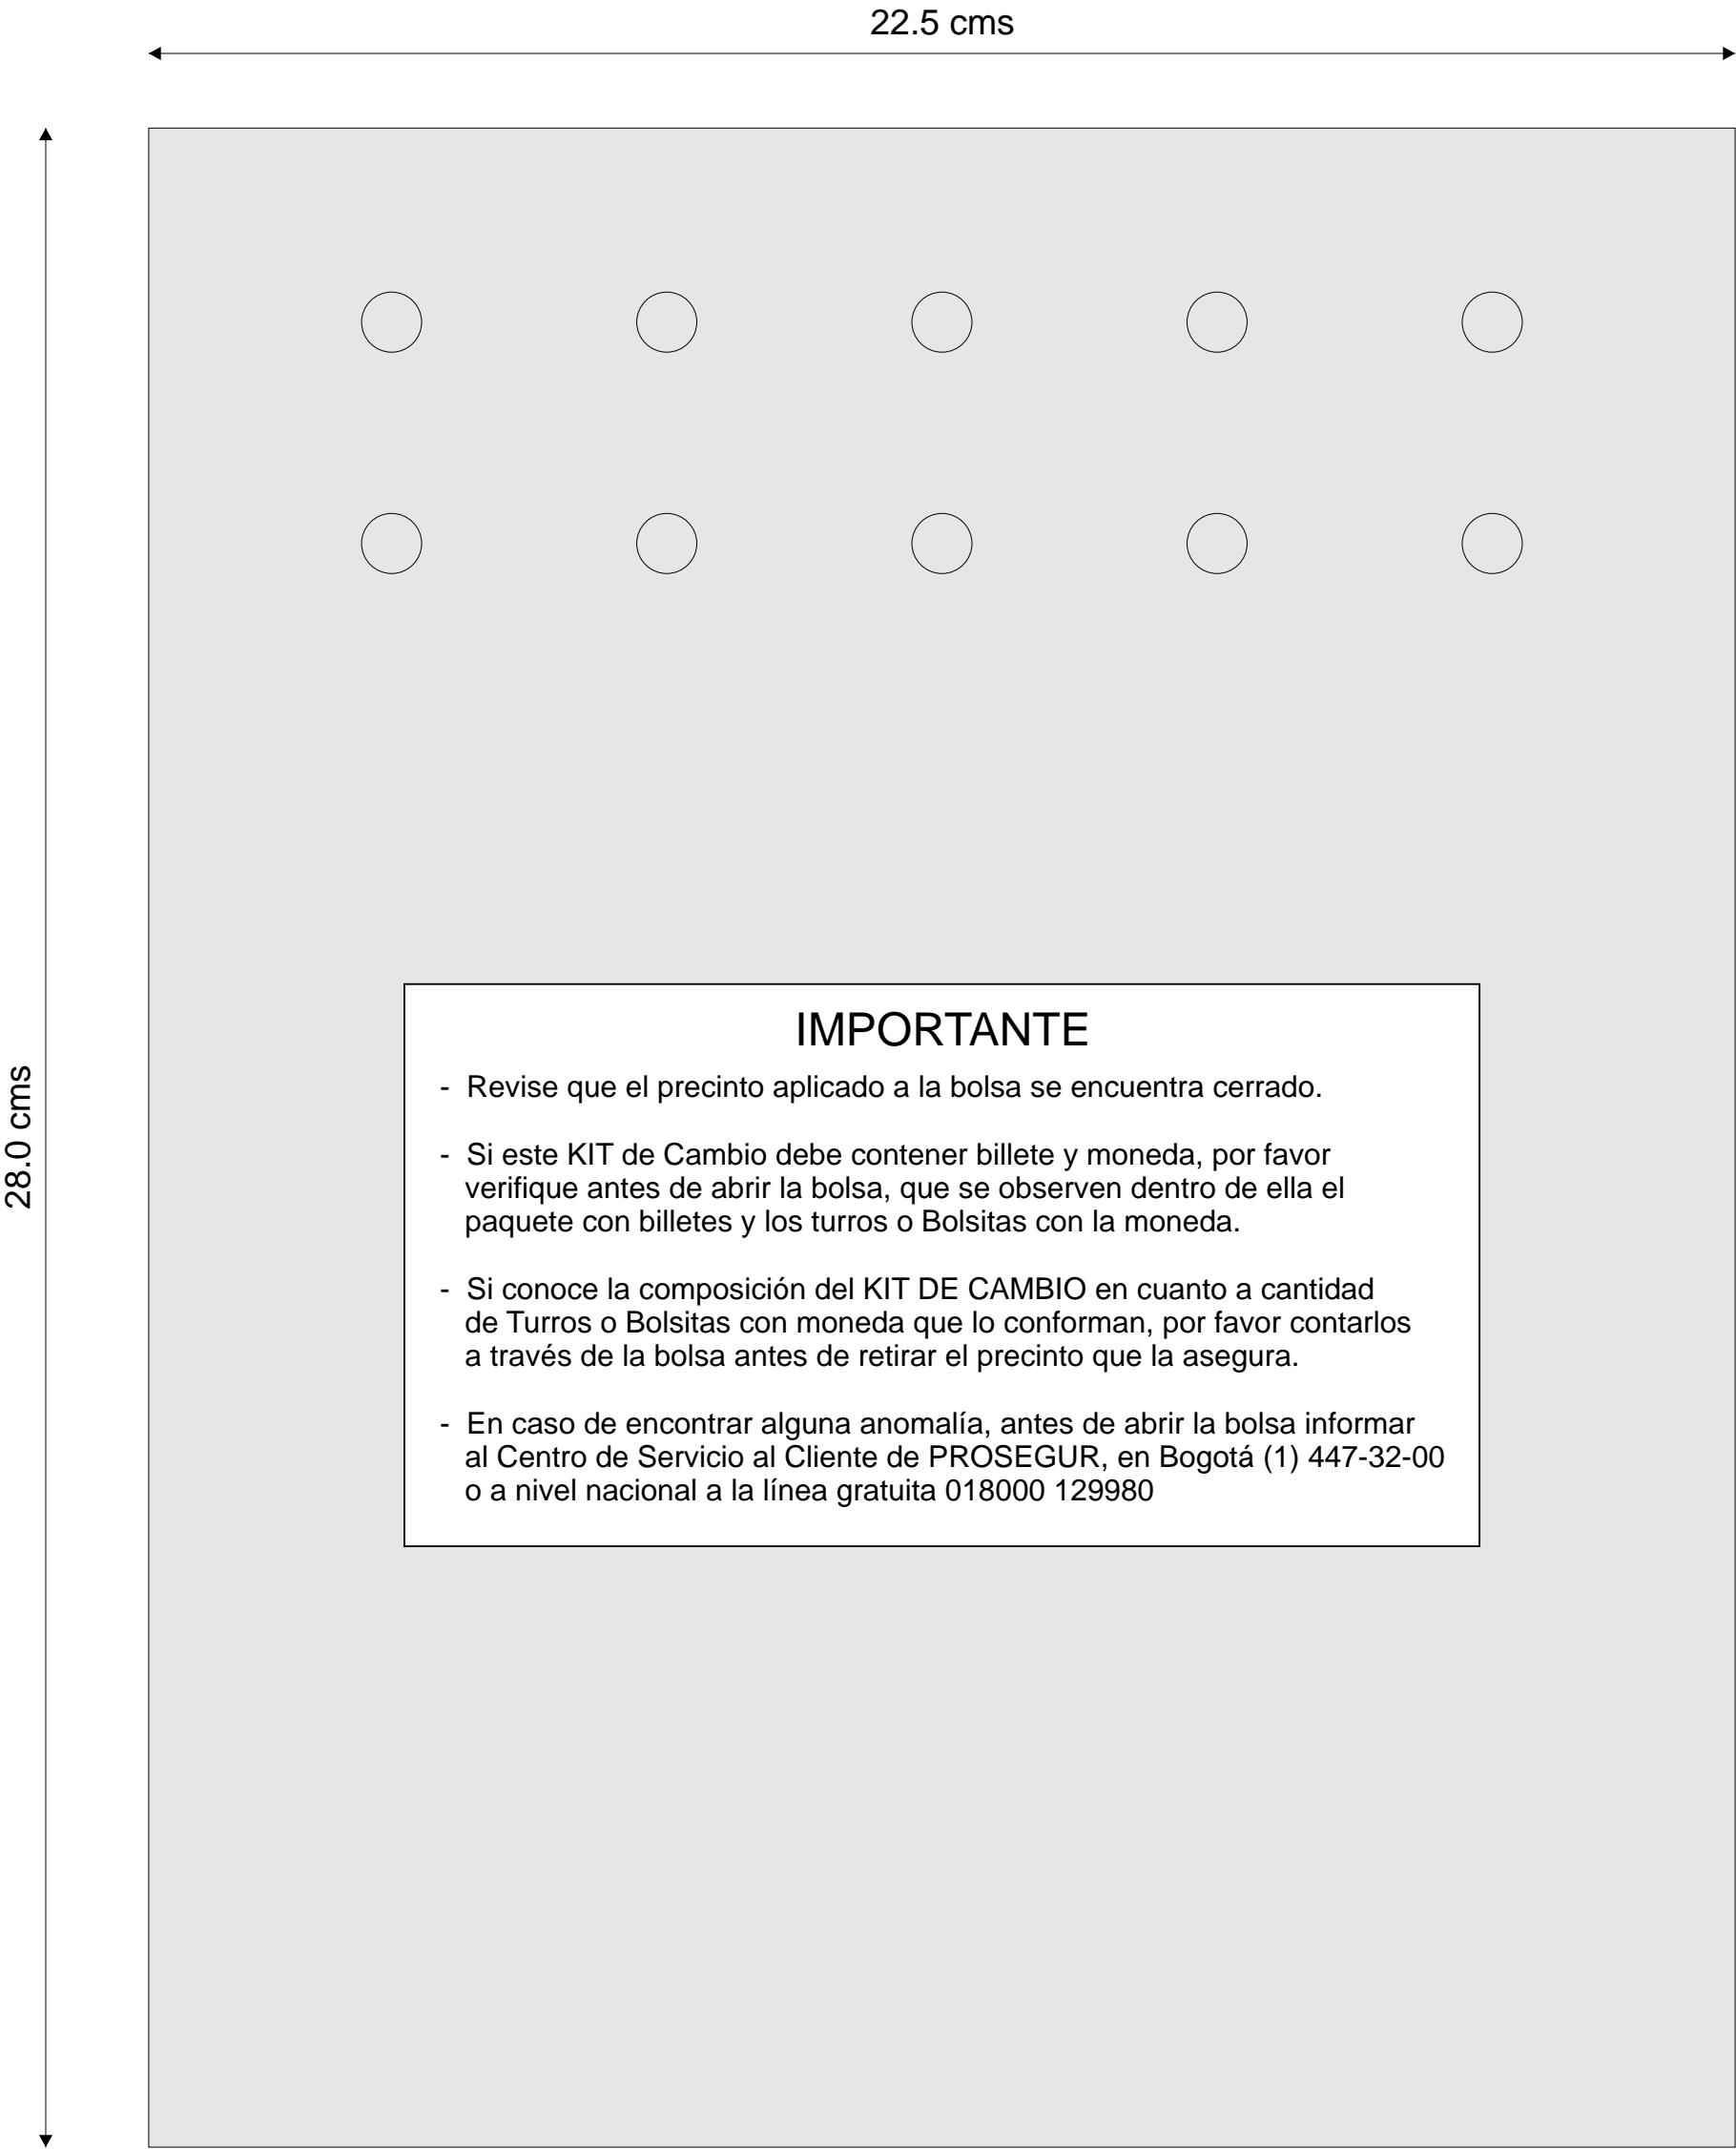 22.5 cms
28.0 cms
IMPORTANTE
- Revise que el precinto aplicado a la bolsa se encuentra cerrado.
- Si este KIT de Cambio debe contener billete y moneda, por favor
verifique antes de abrir la bolsa, que se observen dentro de ella el
paquete con billetes y los turros o Bolsitas con la moneda.
- Si conoce la composición del KIT DE CAMBIO en cuanto a cantidad
de Turros o Bolsitas con moneda que lo conforman, por favor contarlos
a través de la bolsa antes de retirar el precinto que la asegura.
- En caso de encontrar alguna anomalía, antes de abrir la bolsa informar
al Centro de Servicio al Cliente de PROSEGUR, en Bogotá (1) 447-32-00
o a nivel nacional a la línea gratuita 018000 129980